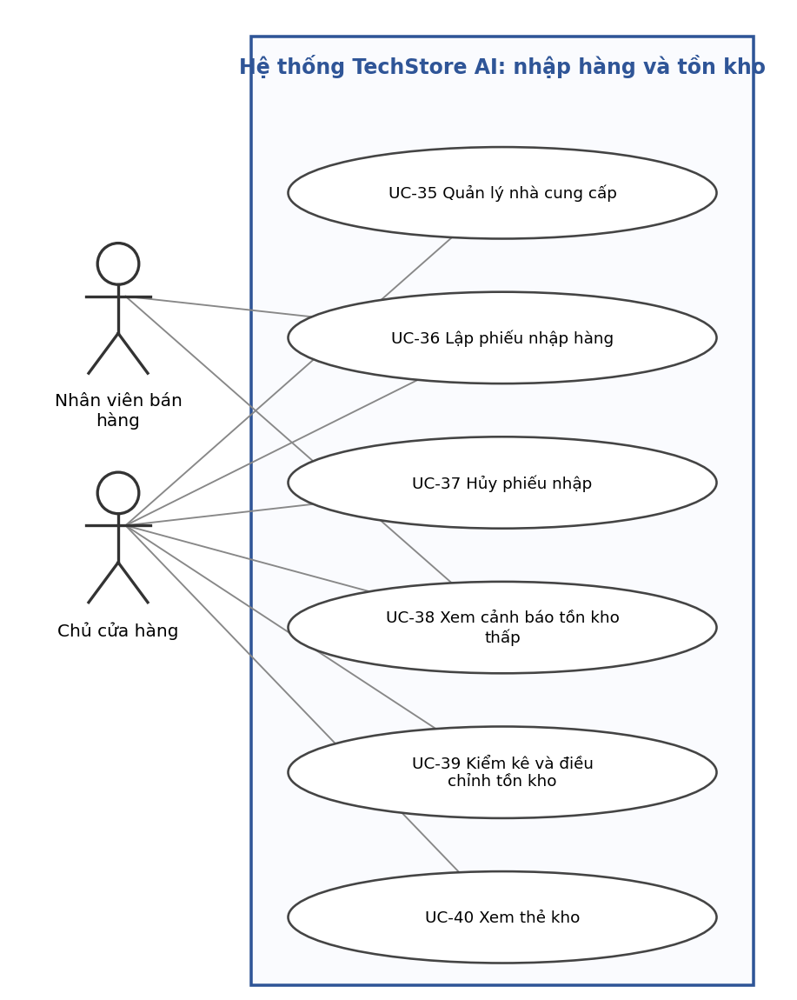 Hệ thống TechStore AI: nhập hàng và tồn kho
UC-35 Quản lý nhà cung cấp
UC-36 Lập phiếu nhập hàng
Nhân viên bán
hàng
UC-37 Hủy phiếu nhập
Chủ cửa hàng
UC-38 Xem cảnh báo tồn kho
thấp
UC-39 Kiểm kê và điều
chỉnh tồn kho
UC-40 Xem thẻ kho